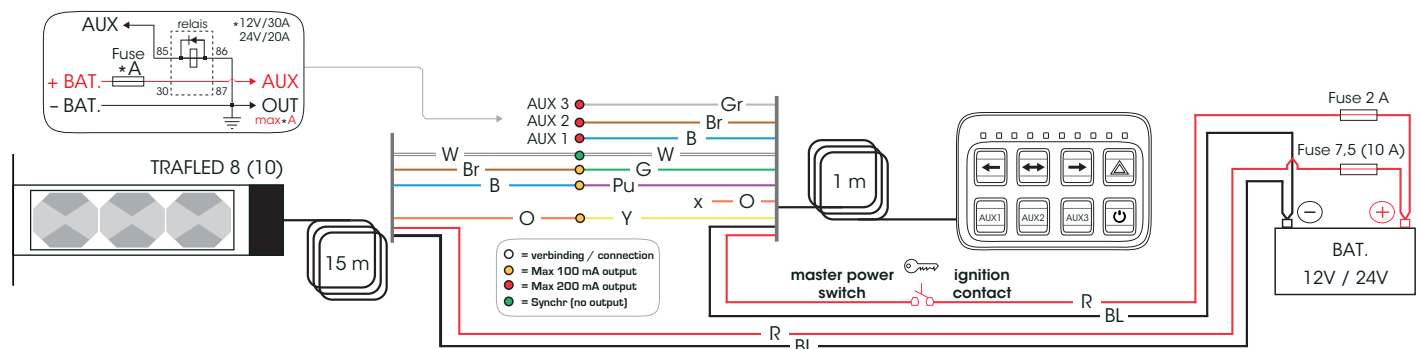 AUX
relais
*12V/30A
24V/20A
Fuse
*A
85
86
+ BAT.
AUX
30
87
- BAT.
OUT
max*A
TRAFLED 8 (10)
15 m
AUX 3
Gr
AUX 2
Br
AUX 1
B
W
W
Br
G
B
Pu
x
O
O
Y
= verbinding / connection
= Max 100 mA output
= Max 200 mA output
= Synchr (no output)
1 m
AUX1
AUX2
AUX3
master power
switch
ignition
contact
R
BL
R
BL
Fuse 2 A
Fuse 7,5 (10 A)
−
+
BAT.
12V / 24V